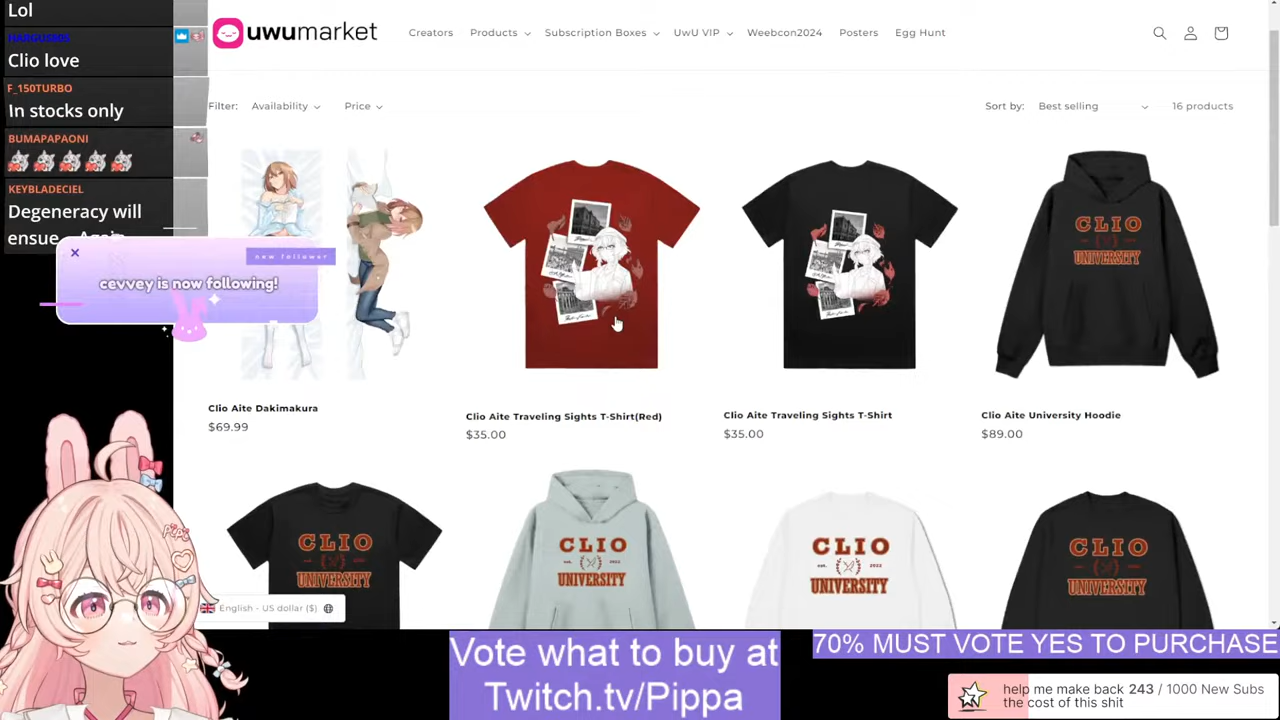 Lol
Clio love
F_150TURBO
In stocks only
BUMAPAPAONI
KEYBLADECIEL
Degeneracy will
ensue
new follower
cevvey is now following!
uwumarket
Creators
Products
Subscription Boxes
UwU VIP
Weebcon2024
Posters
Egg Hunt
Filter:
Availability
Price
Sort by:
Best selling
16 products
CLIO
UNIVERSITY
Clio Aite Dakimakura
$69.99
Clio Aite Traveling Sights T-Shirt(Red)
$35.00
Clio Aite Traveling Sights T-Shirt
$35.00
Clio Aite University Hoodie
$89.00
CLIO
UNIVERSITY
CLIO
UNIVERSITY
CLIO
est. 2022
UNIVERSITY
CLIO
UNIVERSITY
English - US dollar ($)
Vote what to buy at
Twitch.tv/Pippa
70% MUST VOTE YES TO PURCHASE
help me make back 243 / 1000 New Subs
the cost of this shit